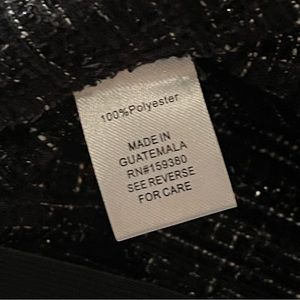 100%Polyester
MADE IN
GUATEMALA
RN#159380
SEE REVERSE
FOR CARE